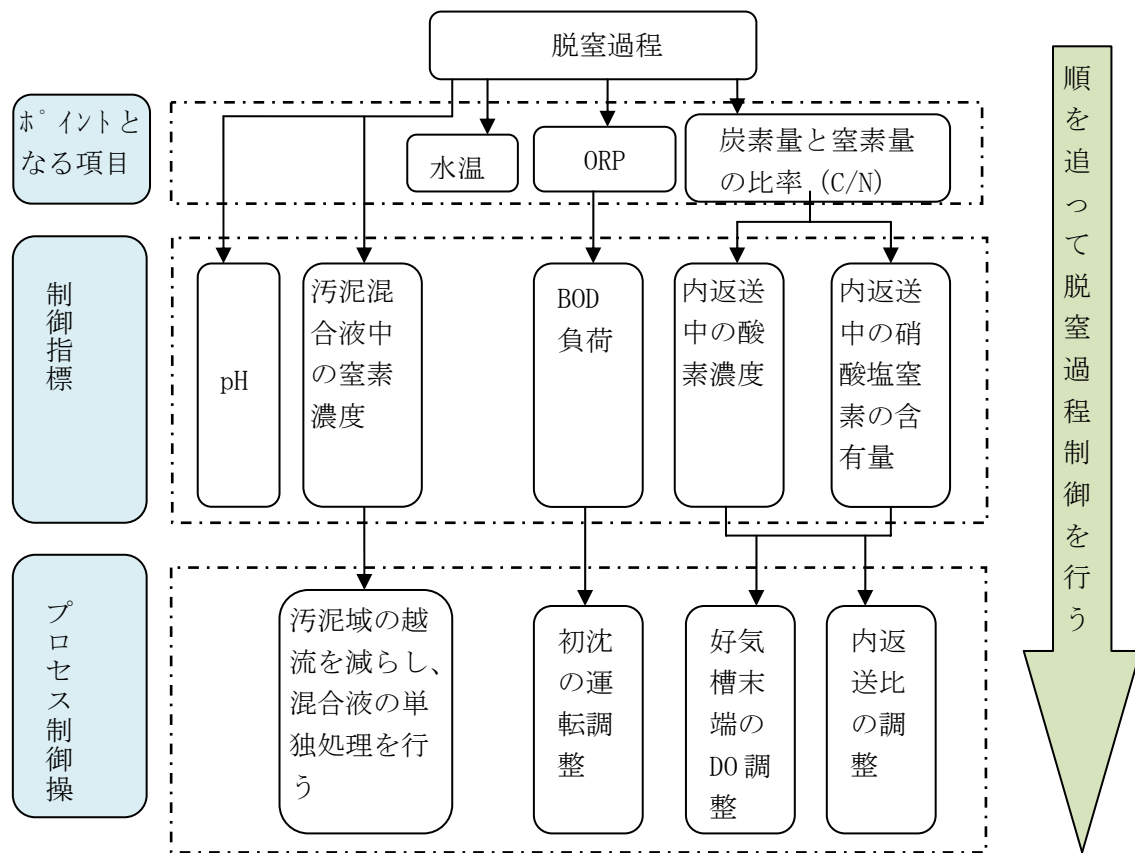 脱窒過程
ﾎﾟｲﾝﾄと
なる項目
水温
ORP
炭素量と窒素量
の比率（C/N）
制御指標
pH
汚泥混
合液中
の窒素
濃度
BOD
負荷
内返送
中の酸
素濃度
内返送
中の硝
酸塩窒
素の含
有量
プロセス制御操
汚泥域の越
流を減らし、
混合液の単
独処理を行
う
初沈
の運
転調
整
好気
槽末
端の
DO調
整
内返
送比
の調
整
順を追って脱窒過程制御を行う